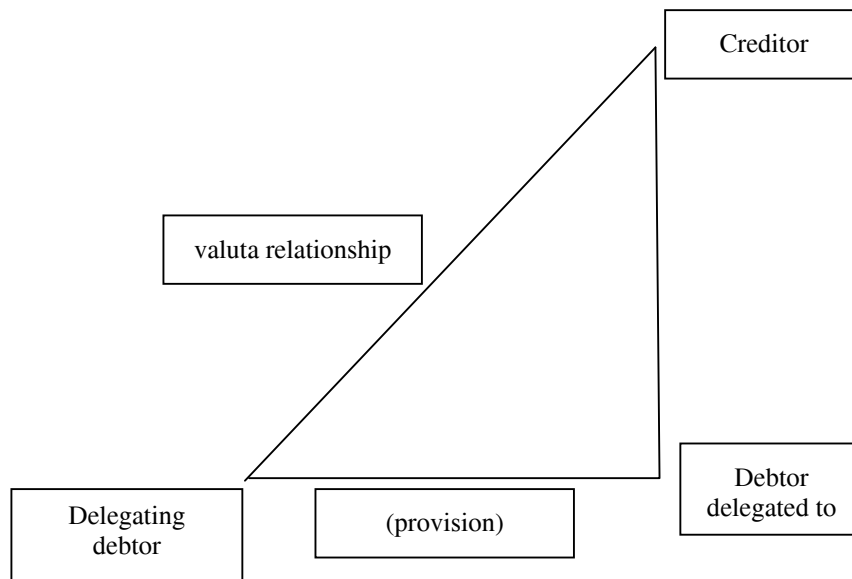 Creditor
valuta relationship
Debtor
delegated to
Delegating
debtor
(provision)